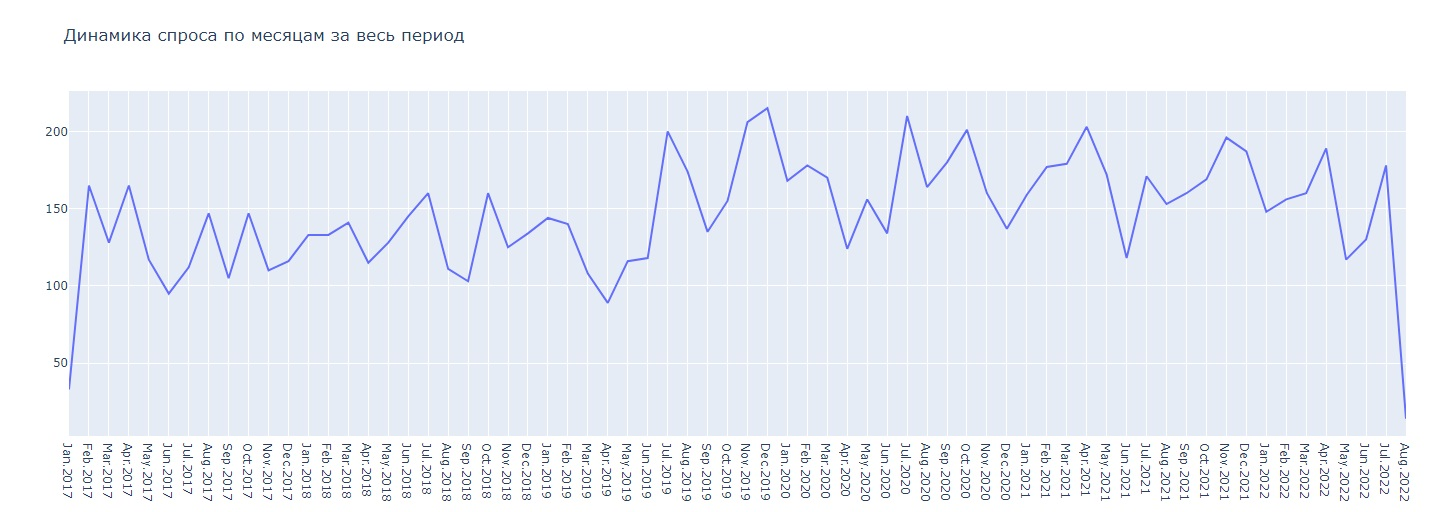 Динамика спроса по месяцам за весь период
200
150
100
50
Jan.2017
Feb.2017
Mar.2017
Apr.2017
May.2017
Jun.2017
Jul.2017
Aug.2017
Sep.2017
Oct.2017
Nov.2017
Dec.2017
Jan.2018
Feb.2018
Mar.2018
Apr.2018
May.2018
Jun.2018
Jul.2018
Aug.2018
Sep.2018
Oct.2018
Nov.2018
Dec.2018
Jan.2019
Feb.2019
Mar.2019
Apr.2019
May.2019
Jun.2019
Jul.2019
Aug.2019
Sep.2019
Oct.2019
Nov.2019
Dec.2019
Jan.2020
Feb.2020
Mar.2020
Apr.2020
May.2020
Jun.2020
Jul.2020
Aug.2020
Sep.2020
Oct.2020
Nov.2020
Dec.2020
Jan.2021
Feb.2021
Mar.2021
Apr.2021
May.2021
Jun.2021
Jul.2021
Aug.2021
Sep.2021
Oct.2021
Nov.2021
Dec.2021
Jan.2022
Feb.2022
Mar.2022
Apr.2022
May.2022
Jun.2022
Jul.2022
Aug.2022